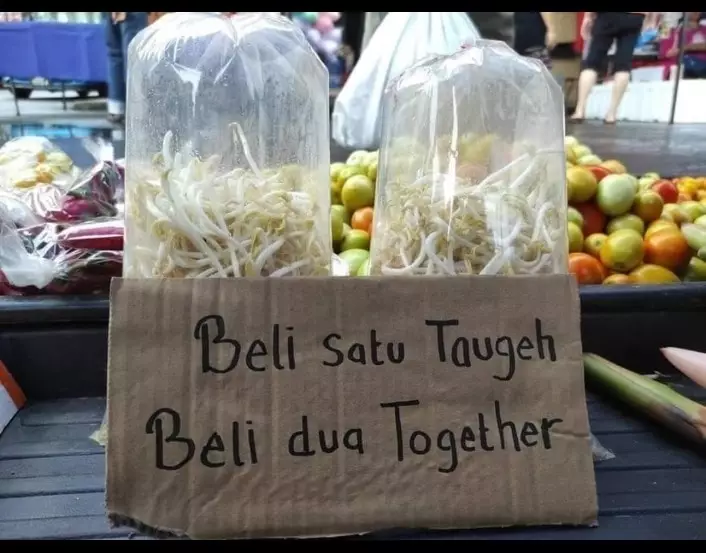 Beli satu Taugeh
Beli dua Together